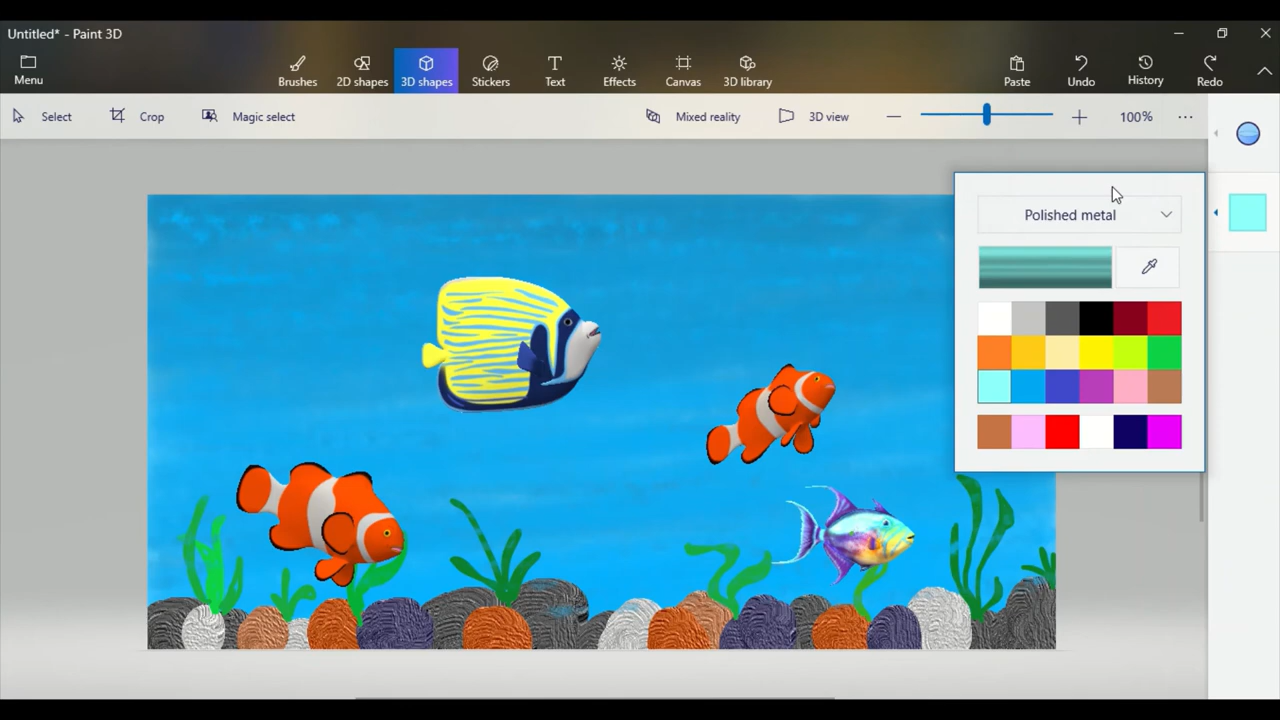 Untitled* - Paint 3D
Menu
Brushes
2D shapes
3D shapes
Stickers
Text
Effects
Canvas
3D library
Paste
Undo
History
Redo
Select
Crop
Magic select
Mixed reality
3D view
100%
Polished metal